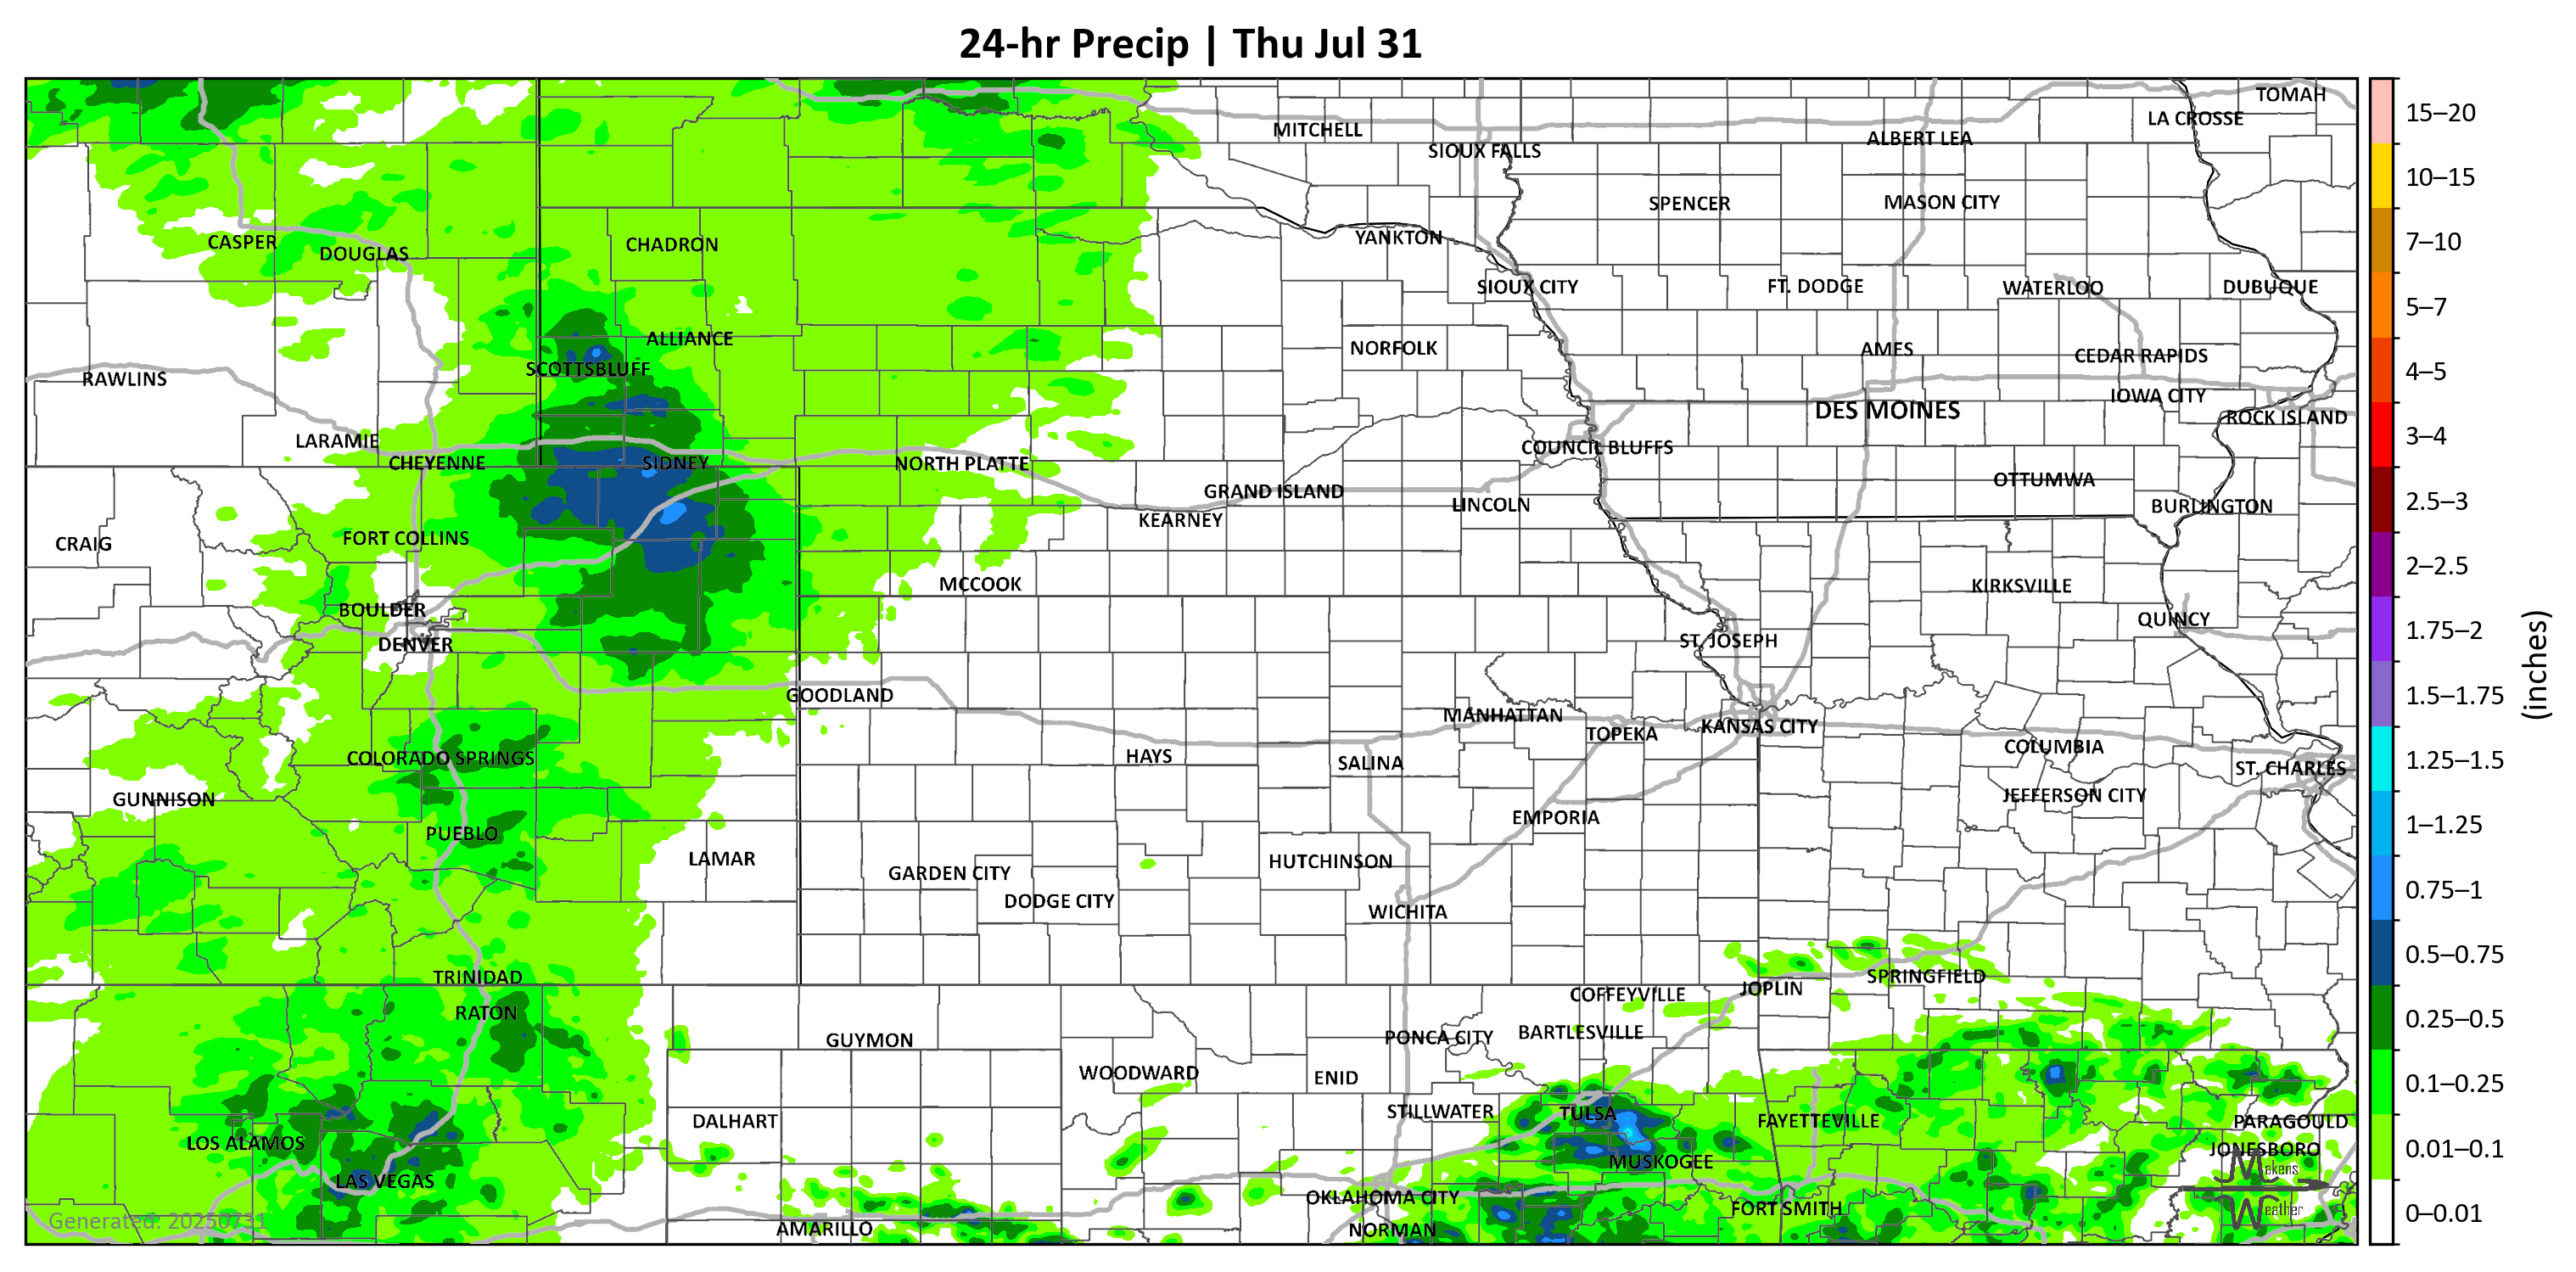 24-hr Precip | Thu Jul 31
TOMAH
LA CROSSE
MITCHELL
ALBERT LEA
SIOUX FALLS
SPENCER
MASON CITY
CASPER
DOUGLAS
CHADRON
YANKTON
SIOUX CITY
FT. DODGE
WATERLOO
DUBUQUE
ALLIANCE
NORFOLK
AMES
CEDAR RAPIDS
SCOTTSBLUFF
RAWLINS
IOWA CITY
DES MOINES
ROCK ISLAND
LARAMIE
COUNCIL BLUFFS
CHEYENNE
SIDNEY
NORTH PLATTE
OTTUMWA
GRAND ISLAND
LINCOLN
BURLINGTON
KEARNEY
CRAIG
FORT COLLINS
MCCOOK
KIRKSVILLE
BOULDER
QUINCY
DENVER
ST. JOSEPH
GOODLAND
MANHATTAN
TOPEKA
KANSAS CITY
COLUMBIA
COLORADO SPRINGS
HAYS
SALINA
ST. CHARLES
GUNNISON
JEFFERSON CITY
PUEBLO
EMPORIA
LAMAR
GARDEN CITY
HUTCHINSON
DODGE CITY
WICHITA
TRINIDAD
SPRINGFIELD
COFFEYVILLE
JOPLIN
RATON
GUYMON
PONCA CITY
BARTLESVILLE
WOODWARD
ENID
DALHART
STILLWATER
TULSA
FAYETTEVILLE
PARAGOULD
LOS ALAMOS
JONESBORO
MUSKOGEE
LAS VEGAS
OKLAHOMA CITY
FORT SMITH
AMARILLO
NORMAN
Generated: 20250731
Makens
Weather
15–20
10–15
7–10
5–7
4–5
3–4
2.5–3
2–2.5
1.75–2
1.5–1.75
1.25–1.5
1–1.25
0.75–1
0.5–0.75
0.25–0.5
0.1–0.25
0.01–0.1
0–0.01
(inches)